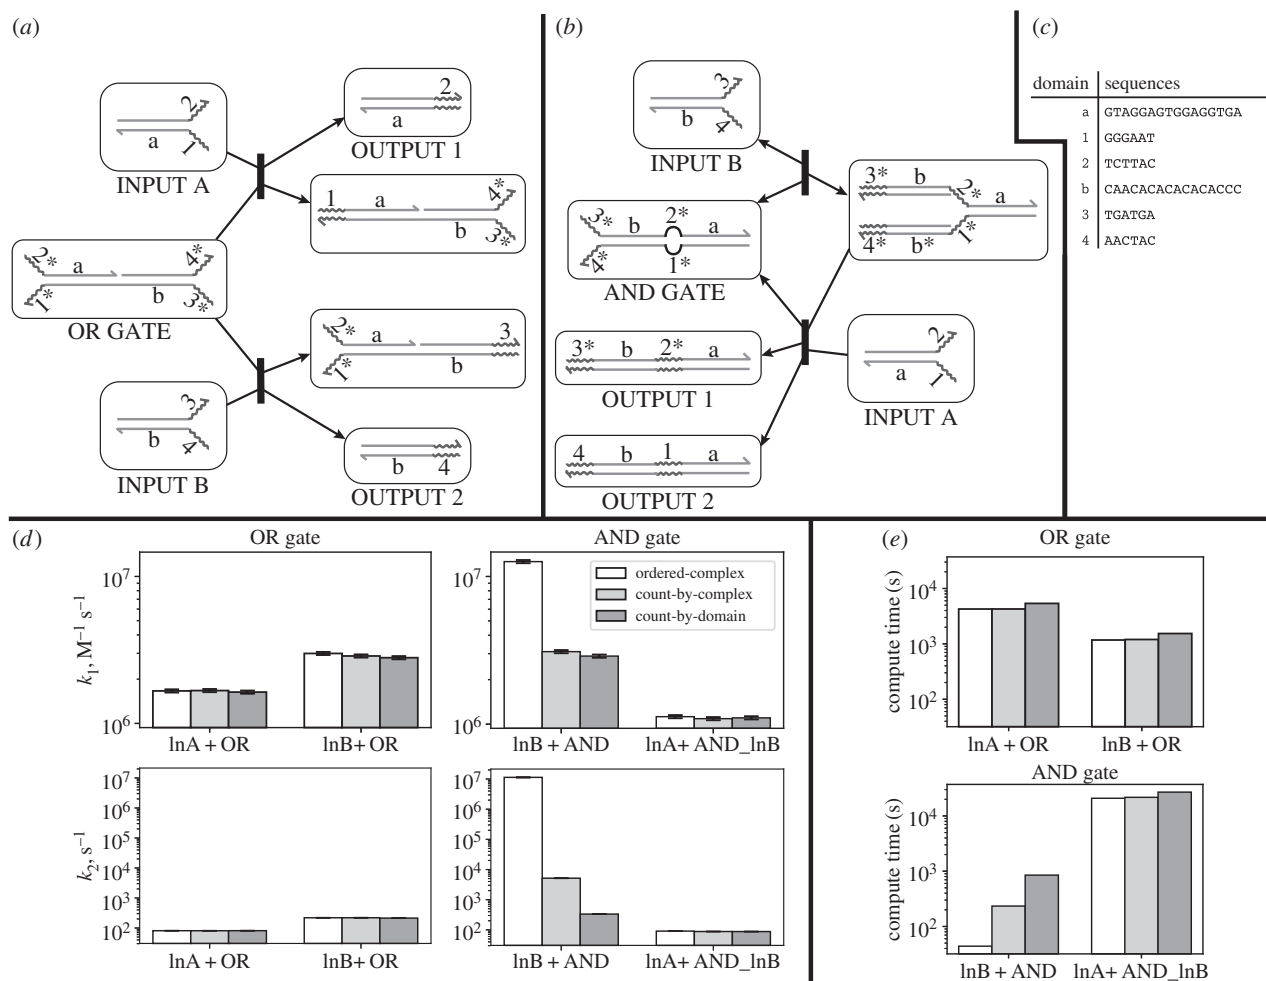 (a)
2
a
1
INPUT A
2
a
OUTPUT 1
1
a
4*
b
3*
2*
a
4*
1*
b
3*
OR GATE
2*
a
3
1*
b
3
b
4
INPUT B
b
4
OUTPUT 2
(b)
3
b
4
INPUT B
3*
b
2*
1*
4*
b*
3*
b
2*
a
4*
1*
AND GATE
3*
b
2*
a
OUTPUT 1
2
a
1
INPUT A
4
b
1
a
OUTPUT 2
(c)
domain sequences
a GTAGGAGTGGAGGTGA
1 GGGAAT
2 TCTTAC
b CAACACACACACACCC
3 TGATGA
4 AACTAC
(d)
OR gate
AND gate
k1, M−1 s−1
10^7
10^6
lnA + OR
lnB+ OR
10^7
10^6
ordered-complex
count-by-complex
count-by-domain
lnB + AND
lnA+ AND_lnB
k2, s−1
10^7
10^6
10^5
10^4
10^3
10^2
lnA + OR
lnB+ OR
10^7
10^6
10^5
10^4
10^3
10^2
lnB + AND
lnA+ AND_lnB
(e)
OR gate
compute time (s)
10^4
10^3
10^2
lnA + OR
lnB + OR
AND gate
compute time (s)
10^4
10^3
10^2
lnB + AND
lnA+ AND_lnB